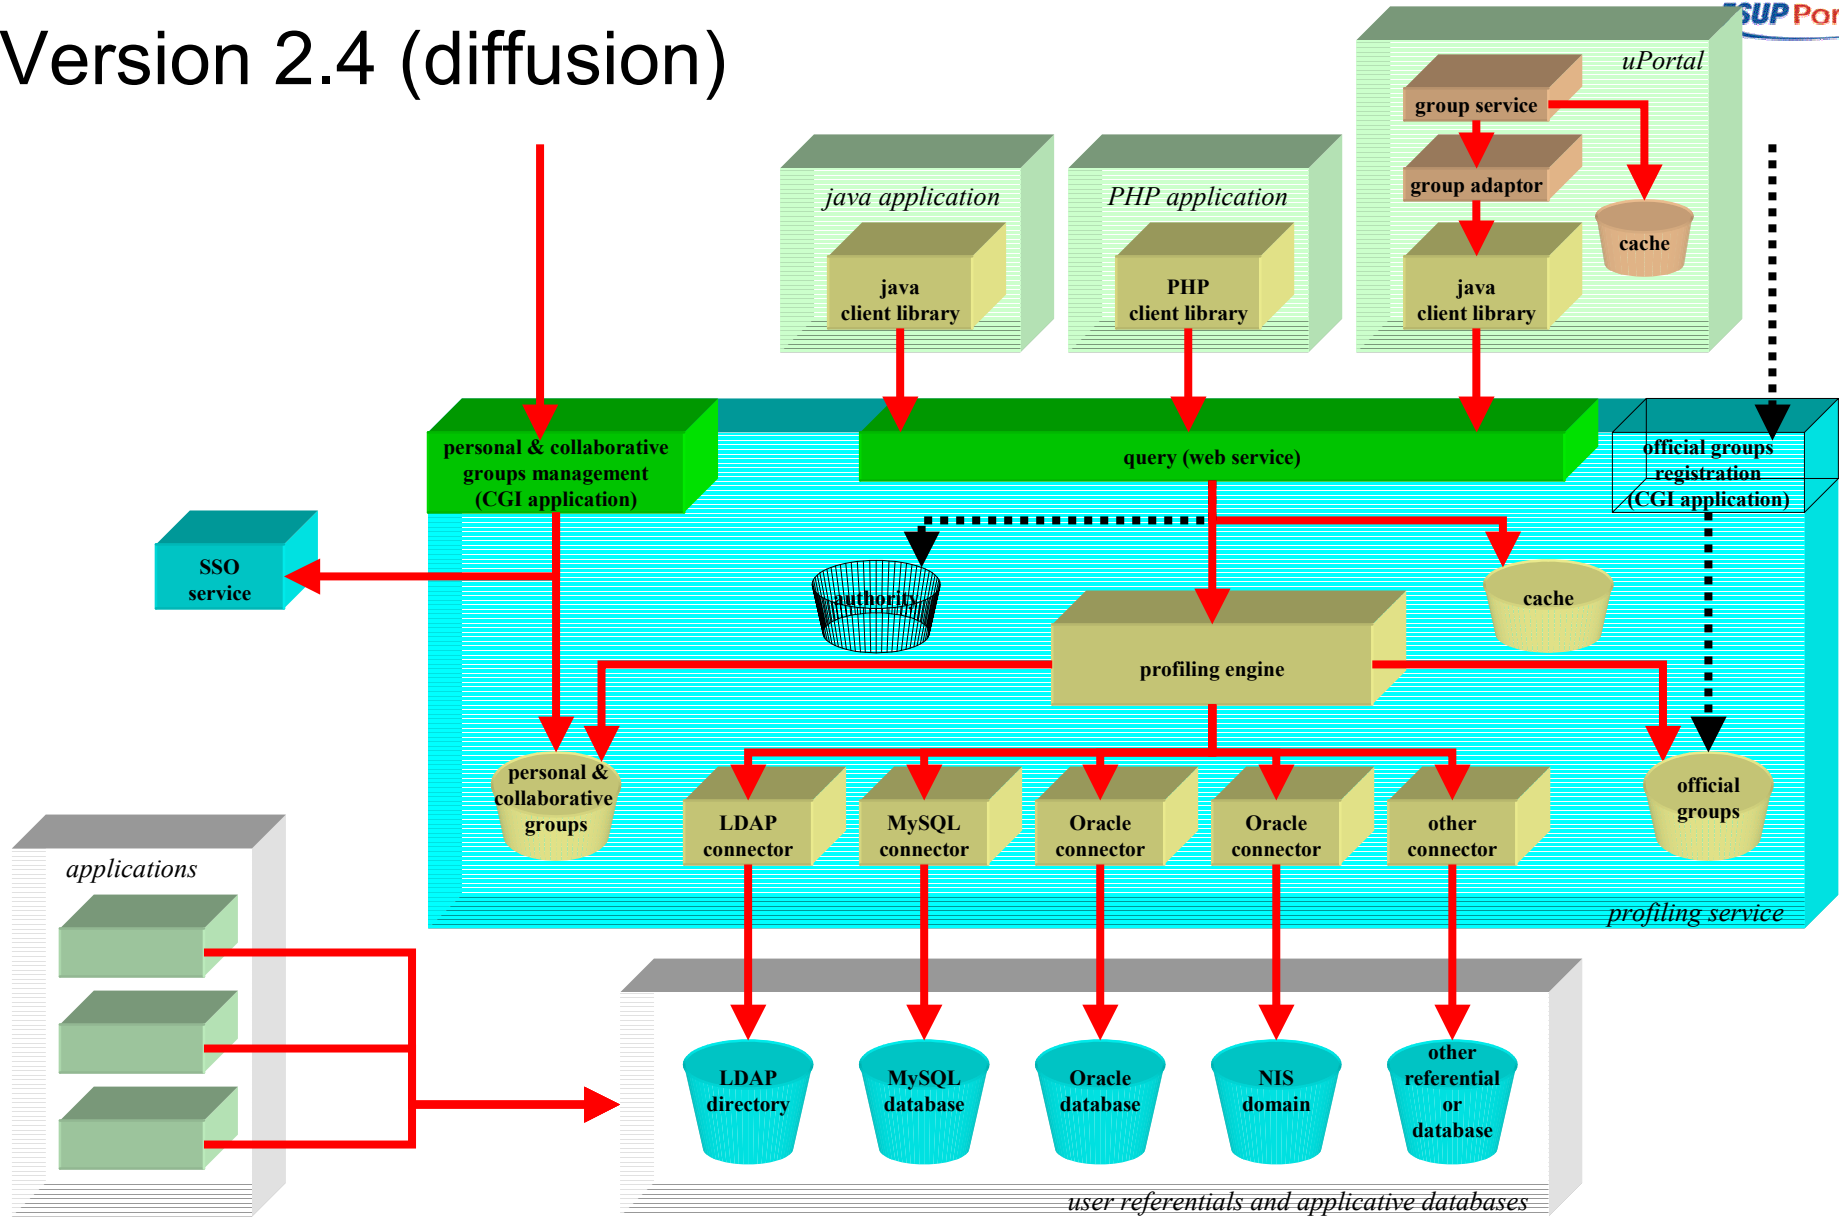 Version 2.4 (diffusion)
ESUP Por
uPortal
group service
group adaptor
cache
java
client library
java application
java
client library
PHP application
PHP
client library
personal & collaborative
groups management
(CGI application)
query (web service)
official groups
registration
(CGI application)
SSO
service
authority
cache
profiling engine
personal &
collaborative
groups
LDAP
connector
MySQL
connector
Oracle
connector
Oracle
connector
other
connector
official
groups
profiling service
applications
LDAP
directory
MySQL
database
Oracle
database
NIS
domain
other
referential
or
database
user referentials and applicative databases